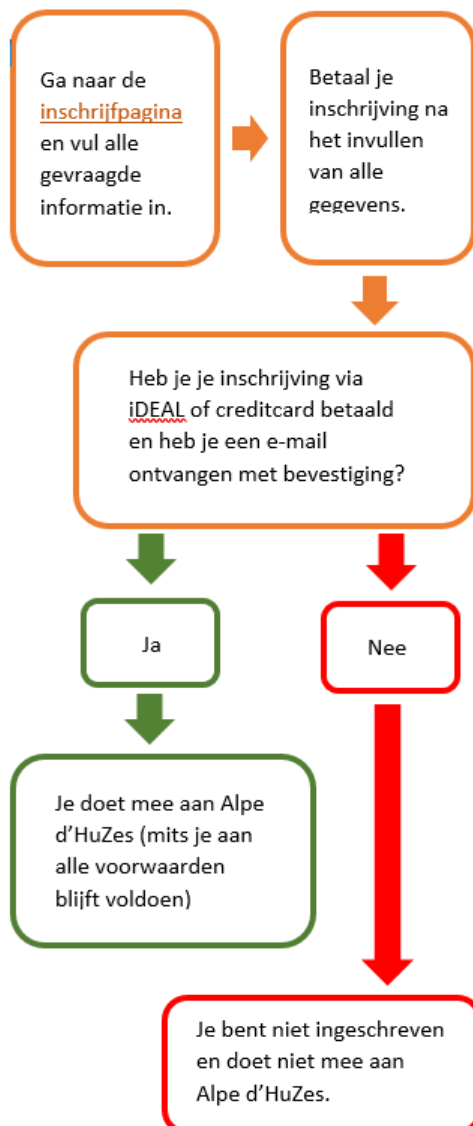 Ga naar de
inschrijfpagina
en vul alle
gevraagde
informatie in.
Betaal je
inschrijving na
het invullen
van alle
gegevens.
Heb je je inschrijving via
iDEAL of creditcard betaald
en heb je een e-mail
ontvangen met bevestiging?
Ja
Nee
Je doet mee aan Alpe
d’HuZes (mits je aan
alle voorwaarden
blijft voldoen)
Je bent niet ingeschreven
en doet niet mee aan
Alpe d’HuZes.